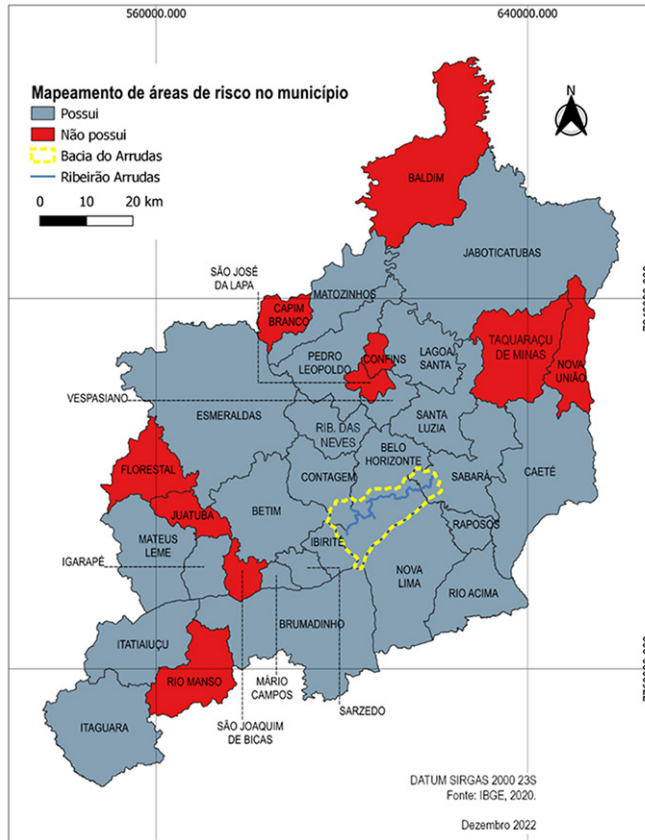 560000.000
640000.000
Mapeamento de áreas de risco no município
Possui
Não possui
Bacia do Arrudas
Ribeirão Arrudas
0 10 20 km
N
BALDIM
JABOTICATUBAS
SÃO JOSÉ
DA LAPA
MATOZINHOS
CAPIM
BRANCO
TAQUARAÇU
DE MINAS
NOVA
UNIÃO
PEDRO
LEOPOLDO
CONFINS
LAGOA
SANTA
VESPASIANO
ESMERALDAS
RIB. DAS
NEVES
SANTA
LUZIA
BELO
HORIZONTE
FLORESTAL
CONTAGEM
SABARÁ
CAETÉ
JUATUBA
BETIM
RAPOSOS
MATEUS
LEME
IBIRITÉ
IGARAPÉ
NOVA
LIMA
RIO ACIMA
BRUMADINHO
ITATIAIUÇU
RIO MANSO
MÁRIO
CAMPOS
SARZEDO
ITAGUARA
SÃO JOAQUIM
DE BICAS
DATUM SIRGAS 2000 23S
Fonte: IBGE, 2020.
Dezembro 2022